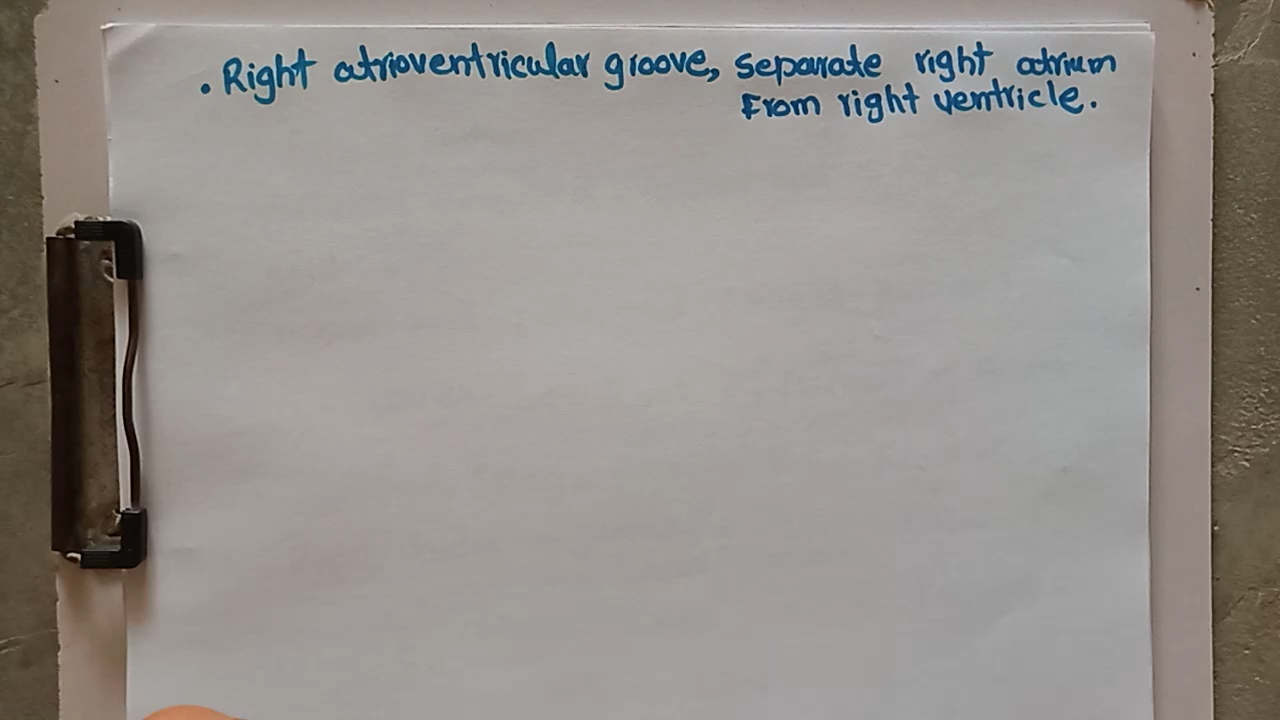 . Right atrioventricular groove, separate right atrium
From right ventricle.